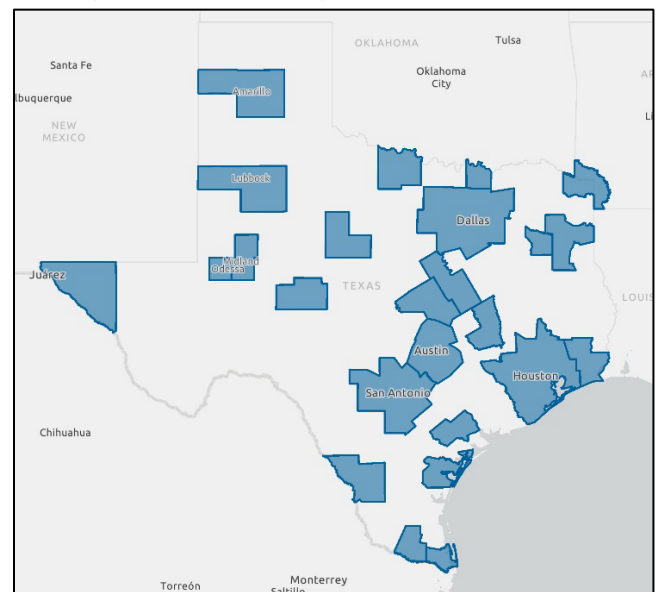 OKLAHOMA
Tulsa
Santa Fe
Oklahoma
City
Amarillo
lbuquerque
NEW
MEXICO
Lubbock
Dallas
Midland
Odessa
Juárez
TEXAS
LOUIS
Austin
Houston
San Antonio
Chihuahua
Torreón
Monterrey
Saltillo